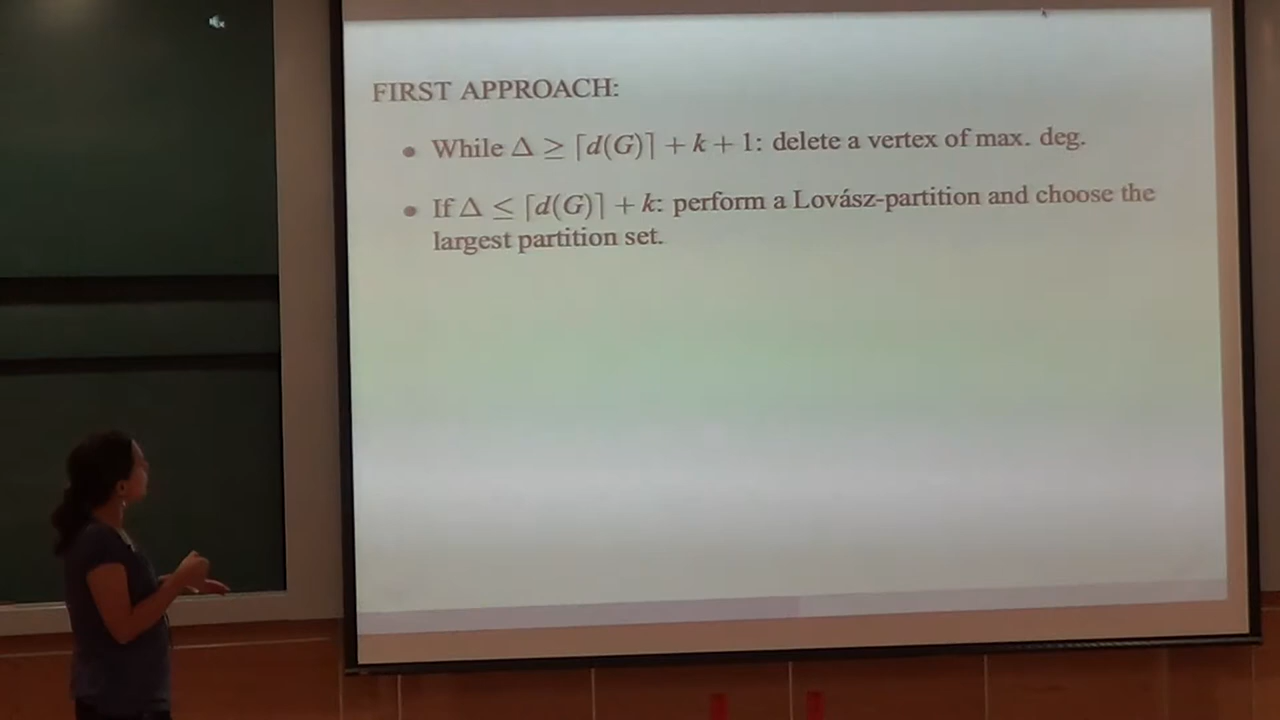 FIRST APPROACH:
• While Δ ≥ ⌈d(G)⌉ + k + 1: delete a vertex of max. deg.
• If Δ ≤ ⌈d(G)⌉ + k: perform a Lovász-partition and choose the
largest partition set.